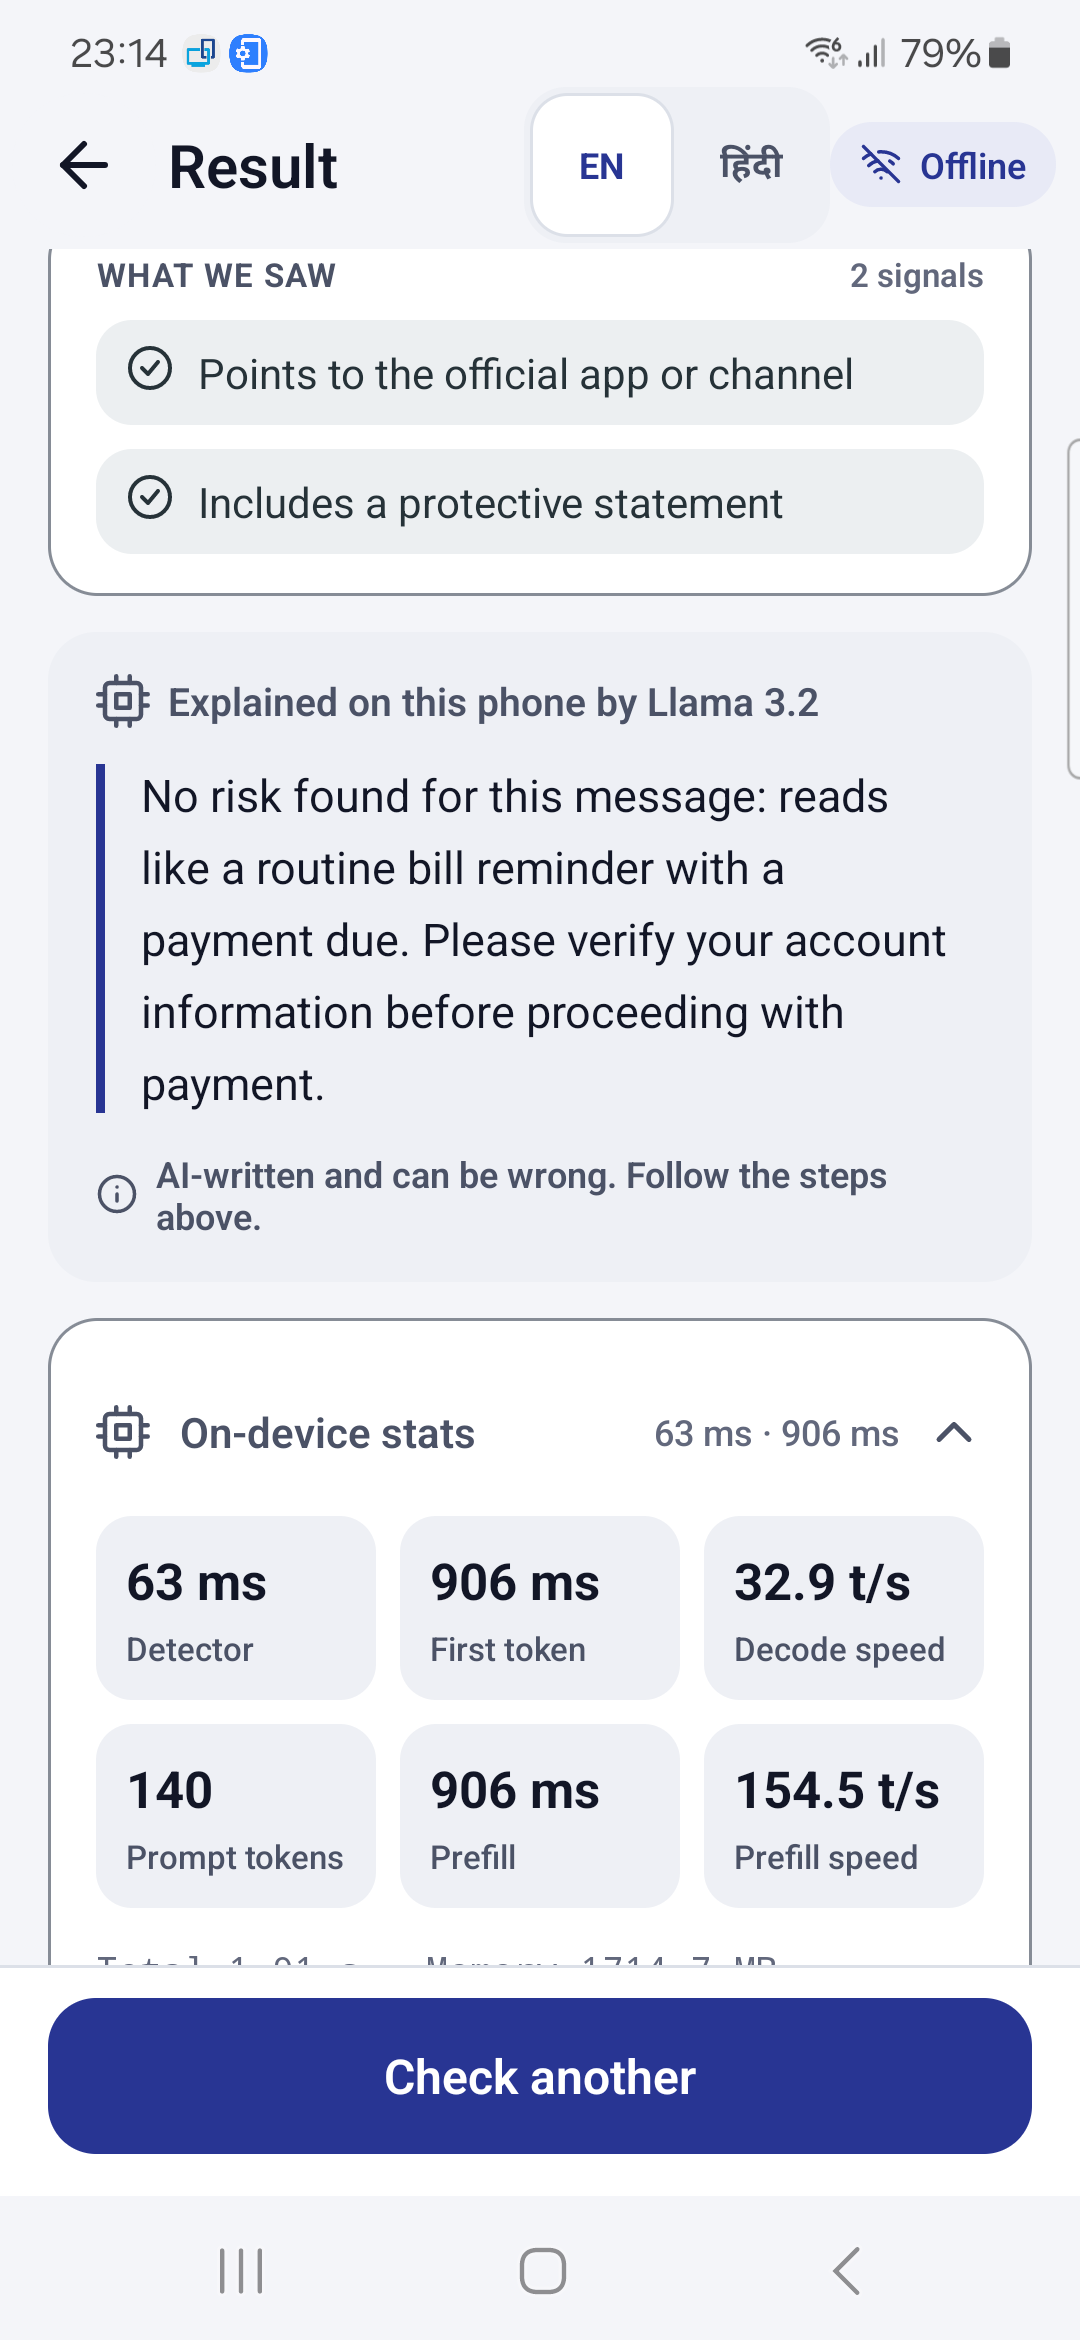 23:14
79%
Result
EN
हिंदी
Offline
WHAT WE SAW
2 signals
Points to the official app or channel
Includes a protective statement
Explained on this phone by Llama 3.2
No risk found for this message: reads
like a routine bill reminder with a
payment due. Please verify your account
information before proceeding with
payment.
AI-written and can be wrong. Follow the steps
above.
On-device stats
63 ms · 906 ms
63 ms
906 ms
32.9 t/s
Detector
First token
Decode speed
140
906 ms
154.5 t/s
Prompt tokens
Prefill
Prefill speed
Check another